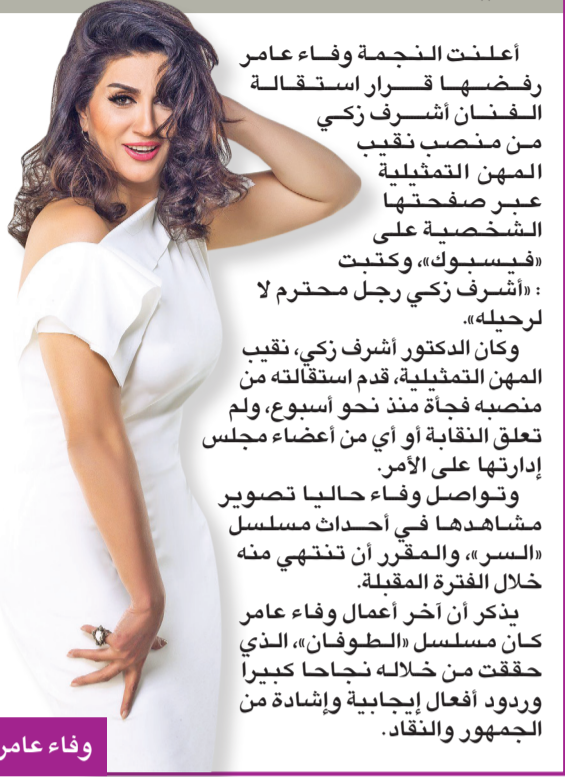 أعلنت النجمة وفاء عامر
رفضها قرار استقالة
الفنان أشرف زكي
من منصب نقيب
المهن التمثيلية
عبر صفحتها
الشخصية على
«فيسبوك»، وكتبت
: «أشرف زكي رجل محترم لا
لرحيله».
وكان الدكتور أشرف زكي، نقيب
المهن التمثيلية، قدم استقالته من
منصبه فجأة منذ نحو أسبوع، ولم
تعلق النقابة أو أي من أعضاء مجلس
إدارتها على الأمر.
وتواصل وفاء حاليا تصوير
مشاهدها في أحداث مسلسل
«السر»، والمقرر أن تنتهي منه
خلال الفترة المقبلة.
يذكر أن آخر أعمال وفاء عامر
كان مسلسل «الطوفان»، الذي
حققت من خلاله نجاحا كبيرا
وردود أفعال إيجابية وإشادة من
الجمهور والنقاد.
وفاء عامر